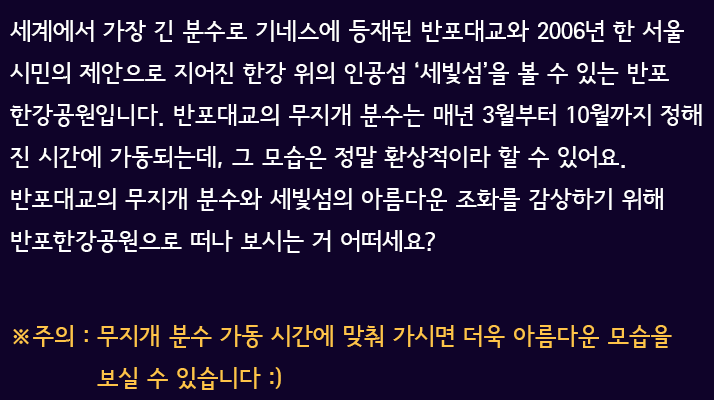 세계에서 가장 긴 분수로 기네스에 등재된 반포대교와 2006년 한 서울
시민의 제안으로 지어진 한강 위의 인공섬 ‘세빛섬’을 볼 수 있는 반포
한강공원입니다. 반포대교의 무지개 분수는 매년 3월부터 10월까지 정해
진 시간에 가동되는데, 그 모습은 정말 환상적이라 할 수 있어요.
반포대교의 무지개 분수와 세빛섬의 아름다운 조화를 감상하기 위해
반포한강공원으로 떠나 보시는 거 어떠세요?
※주의 : 무지개 분수 가동 시간에 맞춰 가시면 더욱 아름다운 모습을
보실 수 있습니다 :)